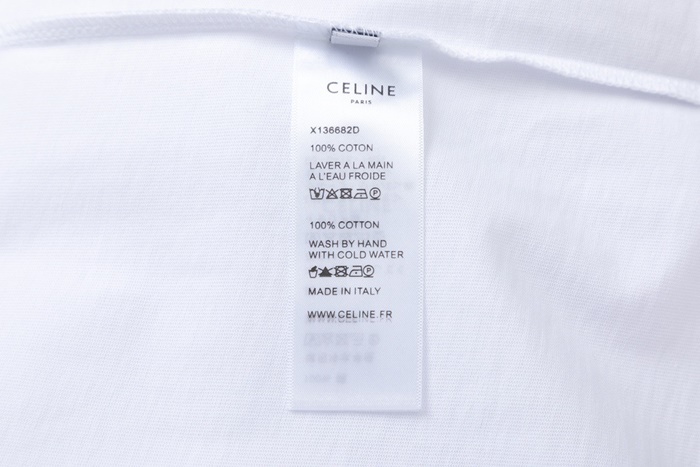 CELINE
PARIS
X136682D
100% COTON
LAVER A LA MAIN
A L'EAU FROIDE
100% COTTON
WASH BY HAND
WITH COLD WATER
MADE IN ITALY
WWW.CELINE.FR